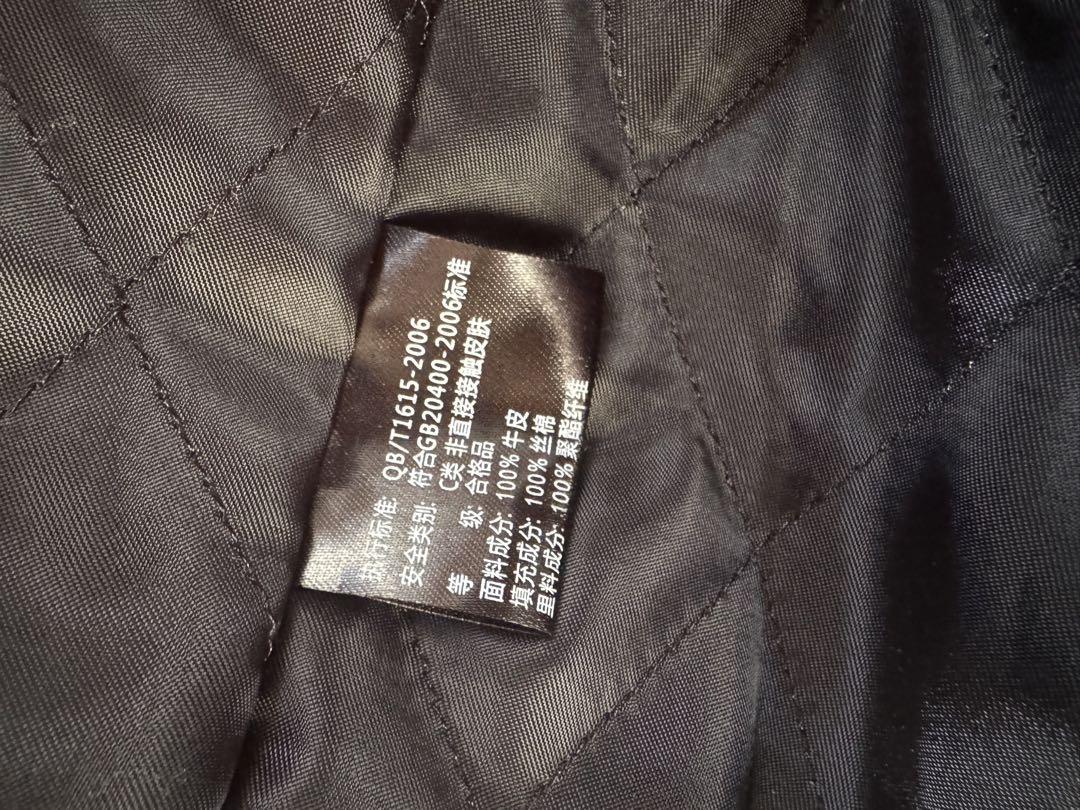 执行标准: QB/T1615-2006
安全类别: 符合GB20400-2006标准
C类 非直接接触皮肤
等 级: 合格品
面料成分: 100% 牛皮
填充成分: 100% 丝棉
里料成分: 100% 聚酯纤维